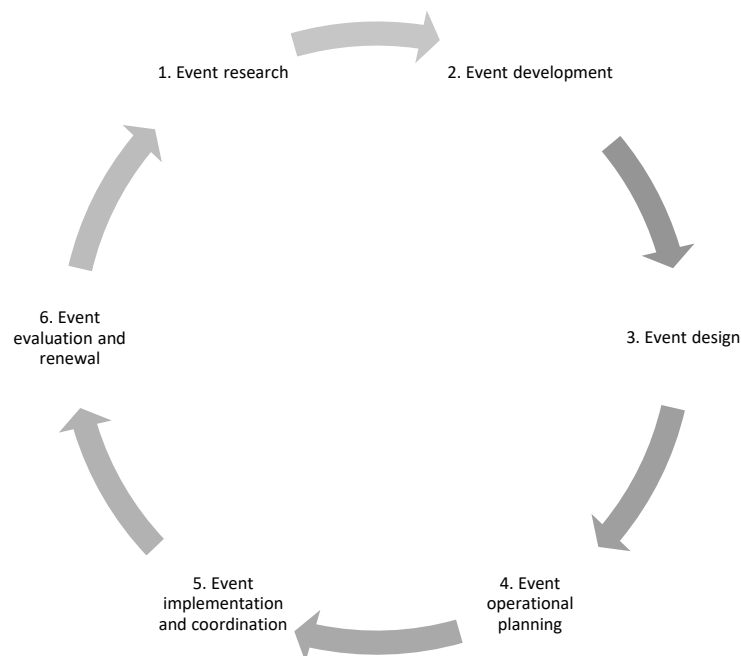 1. Event research
2. Event development
3. Event design
4. Event
operational
planning
5. Event
implementation
and coordination
6. Event
evaluation and
renewal